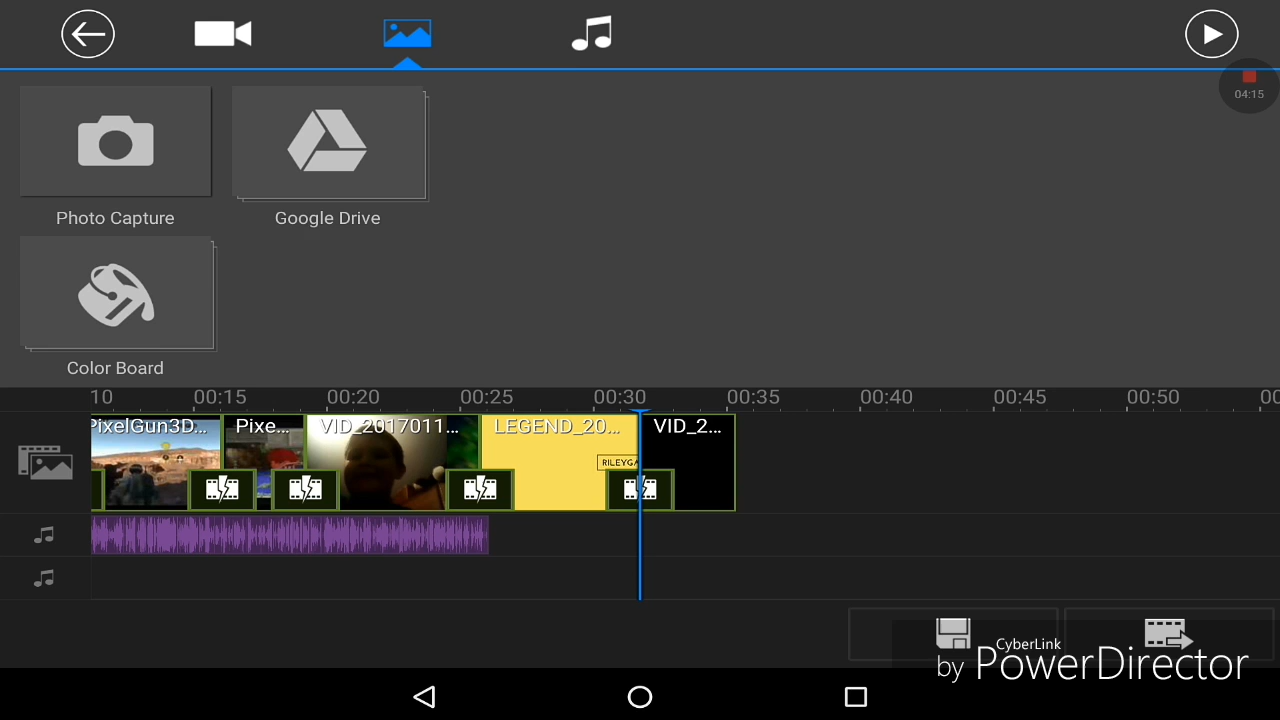 04:15
Photo Capture
Google Drive
Color Board
10 00:15 00:20 00:25 00:30 00:35 00:40 00:45 00:50 00
PixelGun3D... Pixe... VID_2017011... LEGEND_20... VID_2...
RILEYGA
CyberLink
by PowerDirector